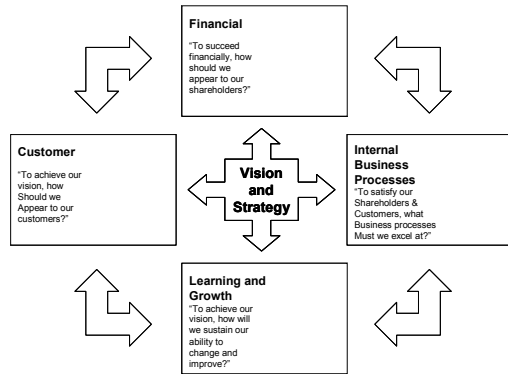 Financial
"To succeed
financially, how
should we
appear to our
shareholders?"
Customer
"To achieve our
vision, how
Should we
Appear to our
customers?"
Vision
and
Strategy
Internal
Business
Processes
"To satisfy our
Shareholders &
Customers, what
Business processes
Must we excel at?"
Learning and
Growth
"To achieve our
vision, how will
we sustain our
ability to
change and
improve?"